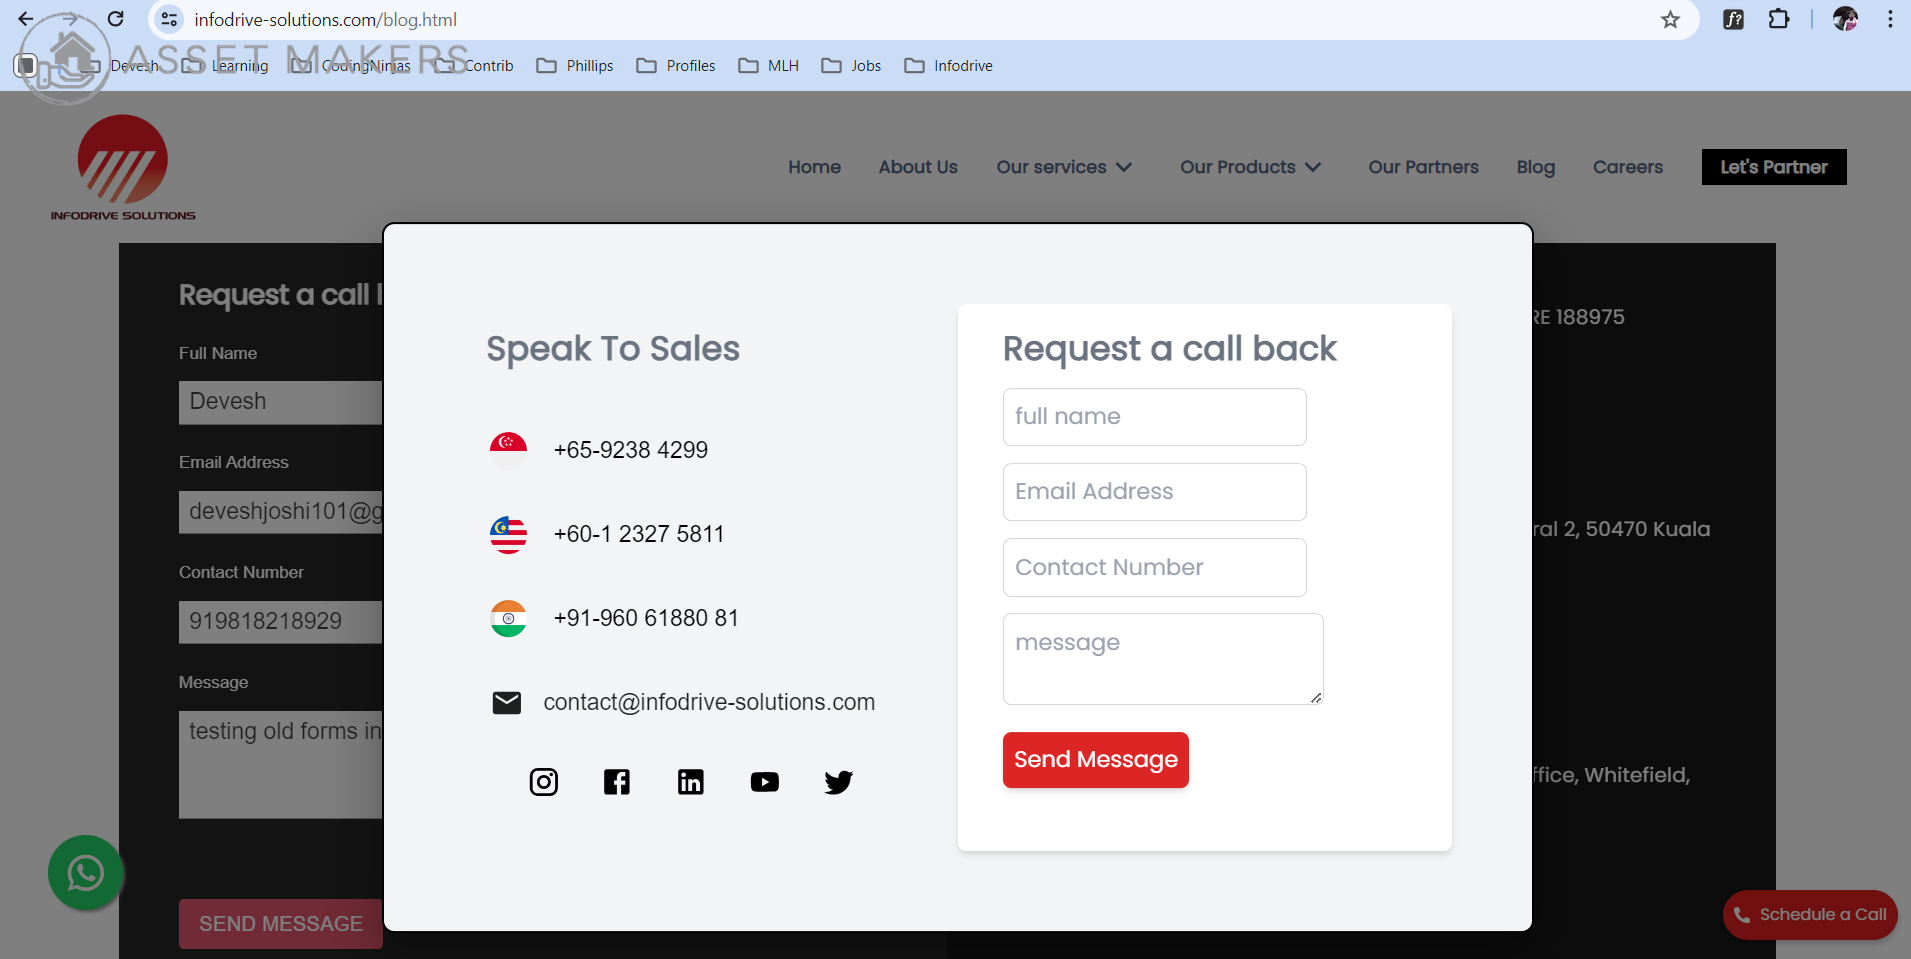 infodrive-solutions.com/blog.html
ASSET MAKERS
Devesh Learning CodingNinjas Contrib Phillips Profiles MLH Jobs Infodrive
INFODRIVE SOLUTIONS
Home About Us Our services Our Products Our Partners Blog Careers Let's Partner
Request a call
Full Name
Devesh
Email Address
deveshjoshi101@g
Contact Number
919818218929
Message
testing old forms in
SEND MESSAGE
Speak To Sales
+65-9238 4299
+60-1 2327 5811
+91-960 61880 81
contact@infodrive-solutions.com
Request a call back
full name
Email Address
Contact Number
message
Send Message
RE 188975
ral 2, 50470 Kuala
ffice, Whitefield,
Schedule a Call